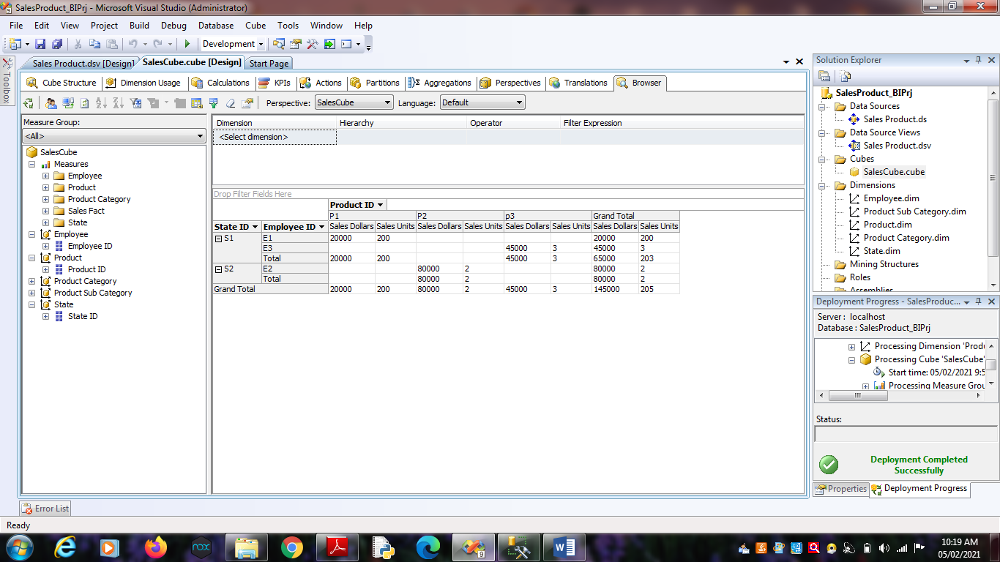 SalesProduct_BIPrj - Microsoft Visual Studio (Administrator)
File Edit View Project Build Debug Database Cube Tools Window Help
Development
Toolbox
Sales Product.dsv [Design] SalesCube.cube [Design] Start Page
Cube Structure Dimension Usage Calculations KPIs Actions Partitions Aggregations Perspectives Translations Browser
Perspective: SalesCube Language: Default
Measure Group:
<All>
SalesCube
Measures
Employee
Product
Product Category
Sales Fact
State
Employee
Employee ID
Product
Product ID
Product Category
Product Sub Category
State
State ID
Dimension Hierarchy Operator Filter Expression
<Select dimension>
Drop Filter Fields Here
Product ID
P1 P2 p3 Grand Total
State ID Employee ID Sales Dollars Sales Units Sales Dollars Sales Units Sales Dollars Sales Units Sales Dollars Sales Units
S1 E1 20000 200 20000 200
E3 45000 3 45000 3
Total 20000 200 45000 3 65000 203
S2 E2 80000 2 80000 2
Total 80000 2 80000 2
Grand Total 20000 200 80000 2 45000 3 145000 205
Solution Explorer
SalesProduct_BIPrj
Data Sources
Sales Product.ds
Data Source Views
Sales Product.dsv
Cubes
SalesCube.cube
Dimensions
Employee.dim
Product Sub Category.dim
Product.dim
Product Category.dim
State.dim
Mining Structures
Roles
Assemblies
Deployment Progress - SalesProduc...
Server : localhost
Database : SalesProduct_BIPrj
Processing Dimension 'Produ
Processing Cube 'SalesCube'
Start time: 05/02/2021 9:5
Processing Measure Grou
Status:
Deployment Completed
Successfully
Properties Deployment Progress
Error List
Ready
nox
10:19 AM
05/02/2021